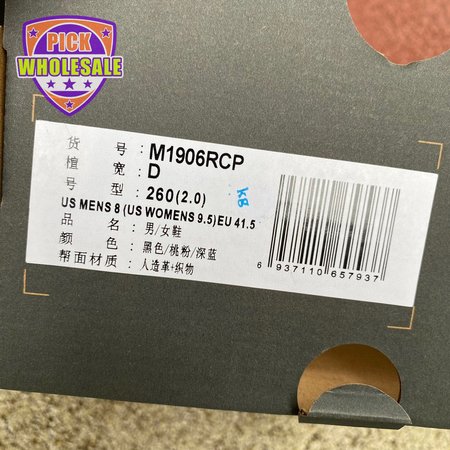 PICK
WHOLESALE
货号:M1906RCP
檀宽:D
号型:260(2.0)
kg
US MENS 8 (US WOMENS 9.5) EU 41.5
品名:男/女鞋
颜色:黑色/桃粉/深蓝
帮面材质:人造革+织物
6 937110 657937